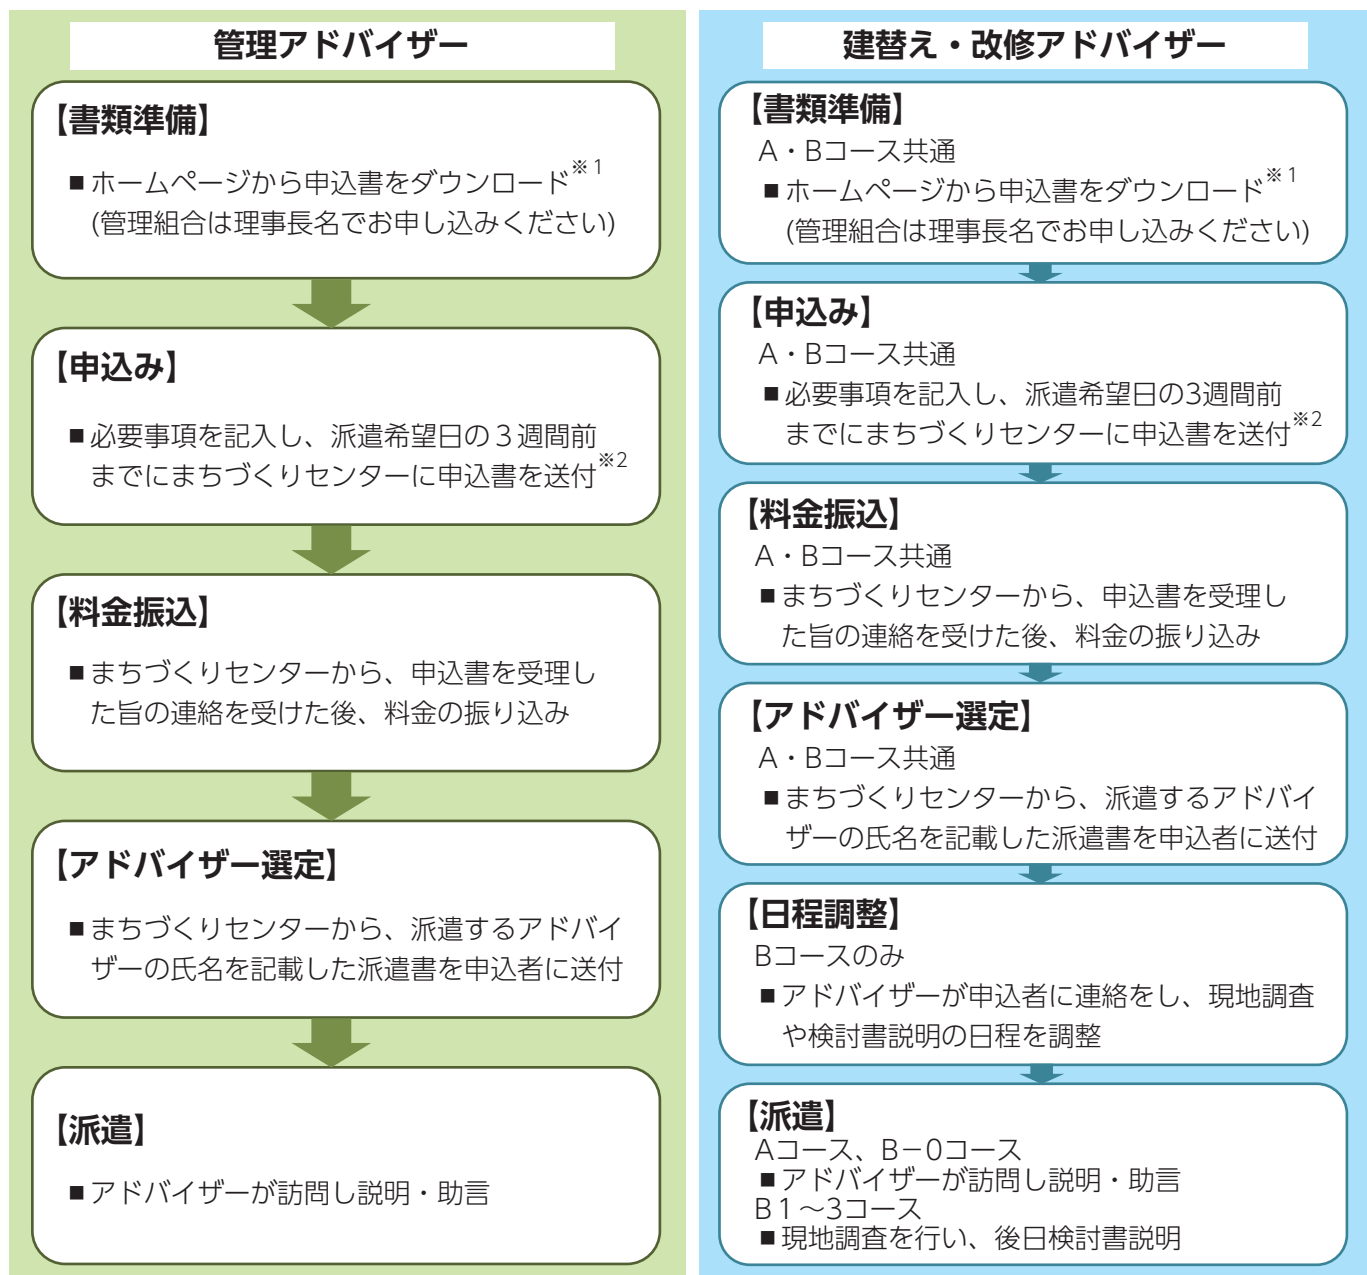 管理アドバイザー
【書類準備】
■ホームページから申込書をダウンロード※1
(管理組合は理事長名でお申し込みください)
【申込み】
■必要事項を記入し、派遣希望日の３週間前
までにまちづくりセンターに申込書を送付※2
【料金振込】
■まちづくりセンターから、申込書を受理し
た旨の連絡を受けた後、料金の振り込み
【アドバイザー選定】
■まちづくりセンターから、派遣するアドバイ
ザーの氏名を記載した派遣書を申込者に送付
【派遣】
■アドバイザーが訪問し説明・助言
建替え・改修アドバイザー
【書類準備】
A・Bコース共通
■ホームページから申込書をダウンロード※1
(管理組合は理事長名でお申し込みください)
【申込み】
A・Bコース共通
■必要事項を記入し、派遣希望日の3週間前
までにまちづくりセンターに申込書を送付※2
【料金振込】
A・Bコース共通
■まちづくりセンターから、申込書を受理し
た旨の連絡を受けた後、料金の振り込み
【アドバイザー選定】
A・Bコース共通
■まちづくりセンターから、派遣するアドバイ
ザーの氏名を記載した派遣書を申込者に送付
【日程調整】
Bコースのみ
■アドバイザーが申込者に連絡をし、現地調査
や検討書説明の日程を調整
【派遣】
Aコース、B−0コース
■アドバイザーが訪問し説明・助言
B１～3コース
■現地調査を行い、後日検討書説明